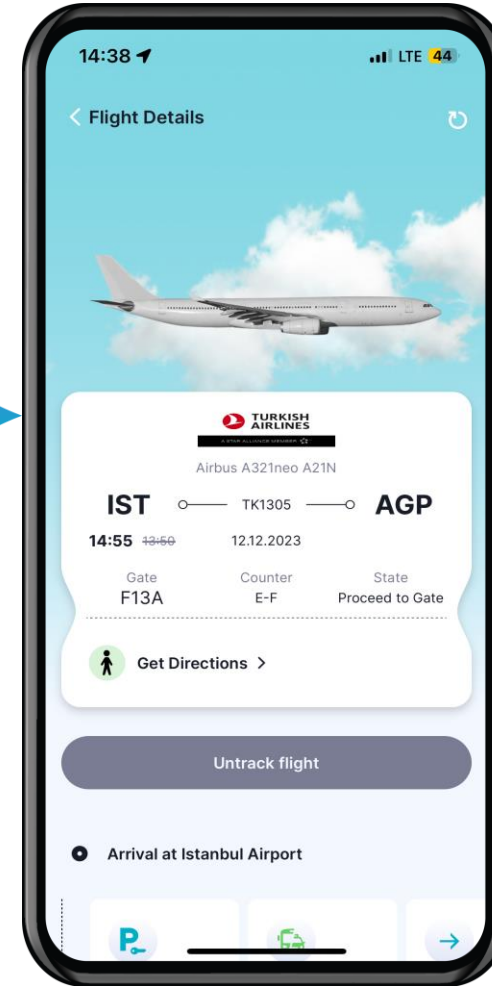 14:38 LTE 44
Flight Details
TURKISH
AIRLINES
A STAR ALLIANCE MEMBER
Airbus A321neo A21N
IST TK1305 AGP
14:55 13:50 12.12.2023
Gate Counter State
F13A E-F Proceed to Gate
Get Directions >
Untrack flight
Arrival at Istanbul Airport
P